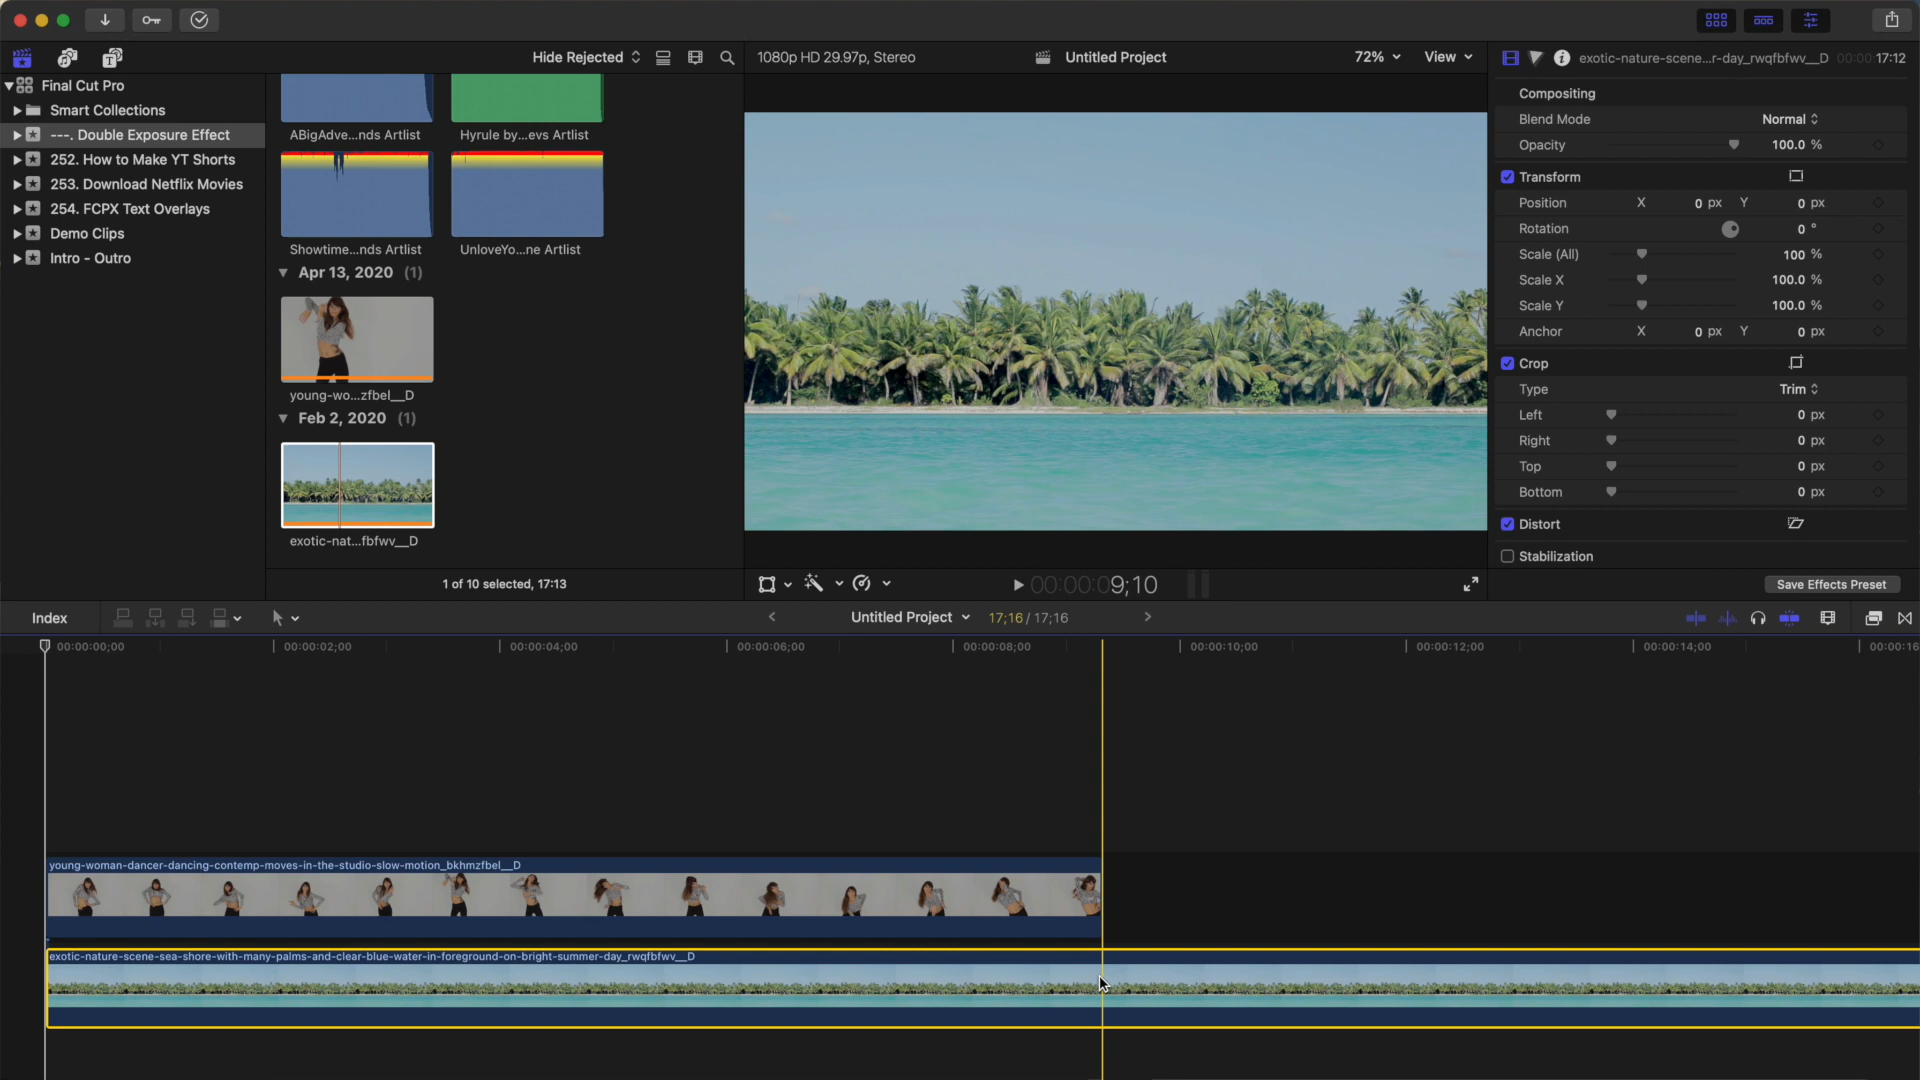 Hide Rejected
1080p HD 29.97p, Stereo
Untitled Project
72%
View
exotic-nature-scene...r-day_rwqfbfwv__D
00:00:17:12
Final Cut Pro
Smart Collections
---. Double Exposure Effect
252. How to Make YT Shorts
253. Download Netflix Movies
254. FCPX Text Overlays
Demo Clips
Intro - Outro
ABigAdve...nds Artlist
Hyrule by...evs Artlist
Showtime...nds Artlist
UnloveYo...ne Artlist
Apr 13, 2020 (1)
young-wo...zfbel__D
Feb 2, 2020 (1)
exotic-nat...fbfwv__D
1 of 10 selected, 17:13
00:00:09;10
Compositing
Blend Mode
Normal
Opacity
100.0 %
Transform
Position X 0 px Y 0 px
Rotation 0 °
Scale (All) 100 %
Scale X 100.0 %
Scale Y 100.0 %
Anchor X 0 px Y 0 px
Crop
Type Trim
Left 0 px
Right 0 px
Top 0 px
Bottom 0 px
Distort
Stabilization
Save Effects Preset
Index
Untitled Project
17;16 / 17;16
00:00:00;00
00:00:02;00
00:00:04;00
00:00:06;00
00:00:08;00
00:00:10;00
00:00:12;00
00:00:14;00
00:00:16
young-woman-dancer-dancing-contemp-moves-in-the-studio-slow-motion_bkhmzfbel__D
exotic-nature-scene-sea-shore-with-many-palms-and-clear-blue-water-in-foreground-on-bright-summer-day_rwqfbfwv__D